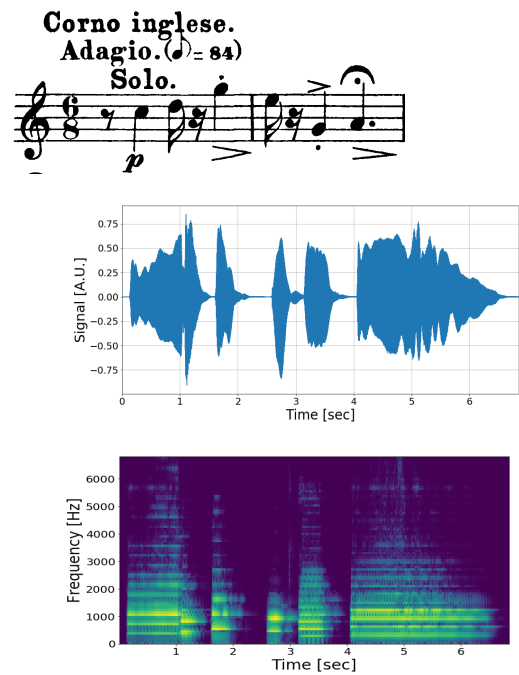 Corno inglese.
Adagio.(♪= 84)
Solo.
6
8
p
0.75
0.50
0.25
0.00
−0.25
−0.50
−0.75
Signal [A.U.]
0 1 2 3 4 5 6
Time [sec]
6000
5000
4000
3000
2000
1000
0
Frequency [Hz]
1 2 3 4 5 6
Time [sec]